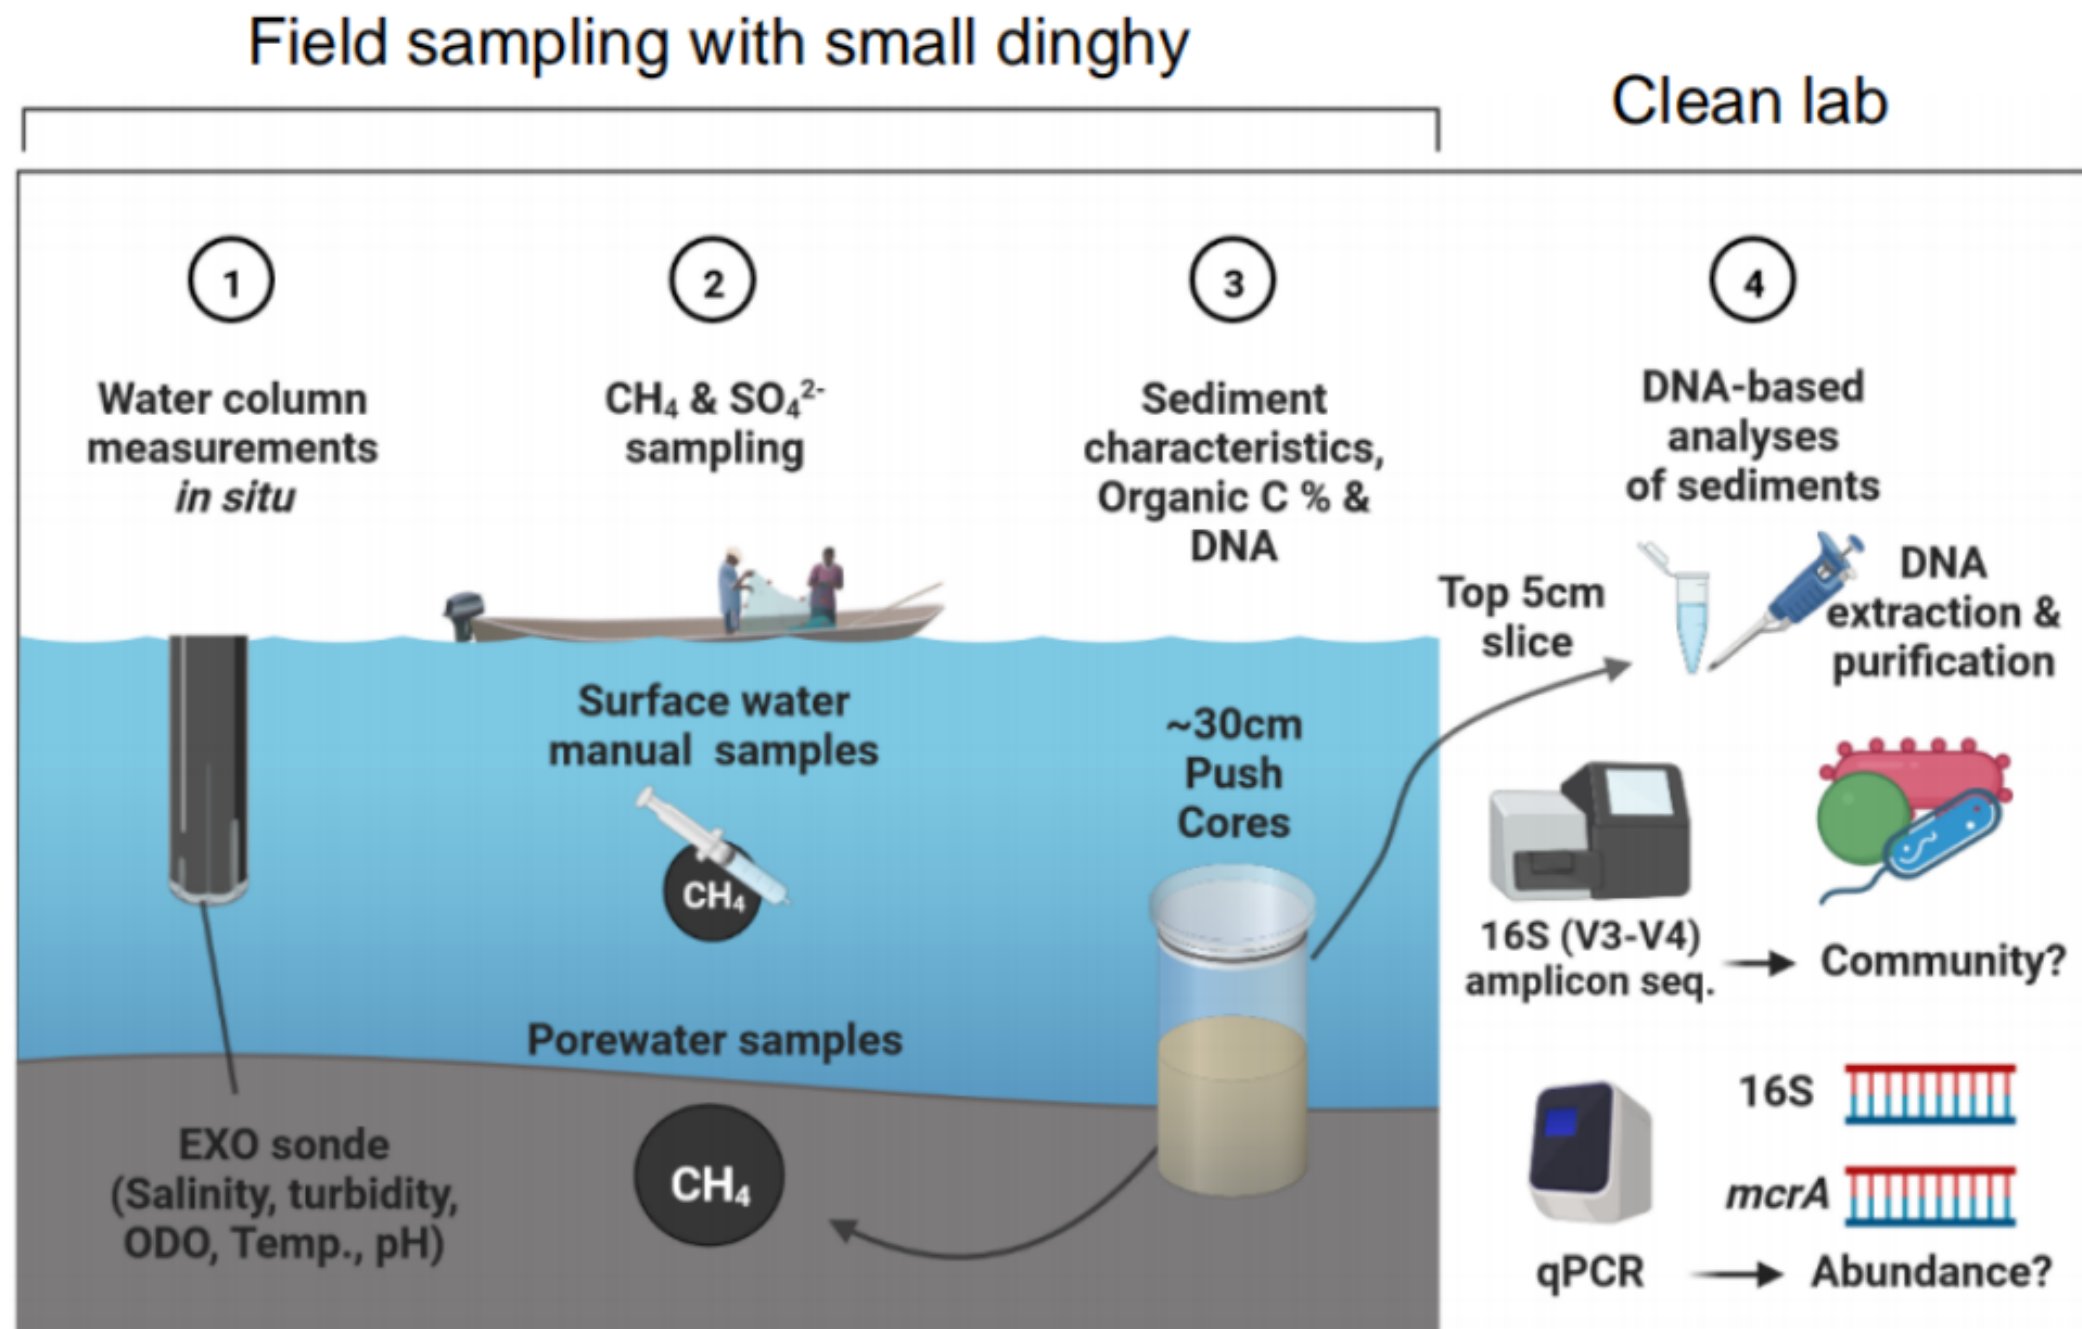 Field sampling with small dinghy
Clean lab
1
Water column
measurements
in situ
2
CH₄ & SO₄²⁻
sampling
3
Sediment
characteristics,
Organic C % &
DNA
4
DNA-based
analyses
of sediments
Surface water
manual samples
CH₄
Porewater samples
CH₄
EXO sonde
(Salinity, turbidity,
ODO, Temp., pH)
~30cm
Push
Cores
Top 5cm
slice
DNA
extraction &
purification
16S (V3-V4)
amplicon seq.
Community?
16S
mcrA
qPCR
Abundance?